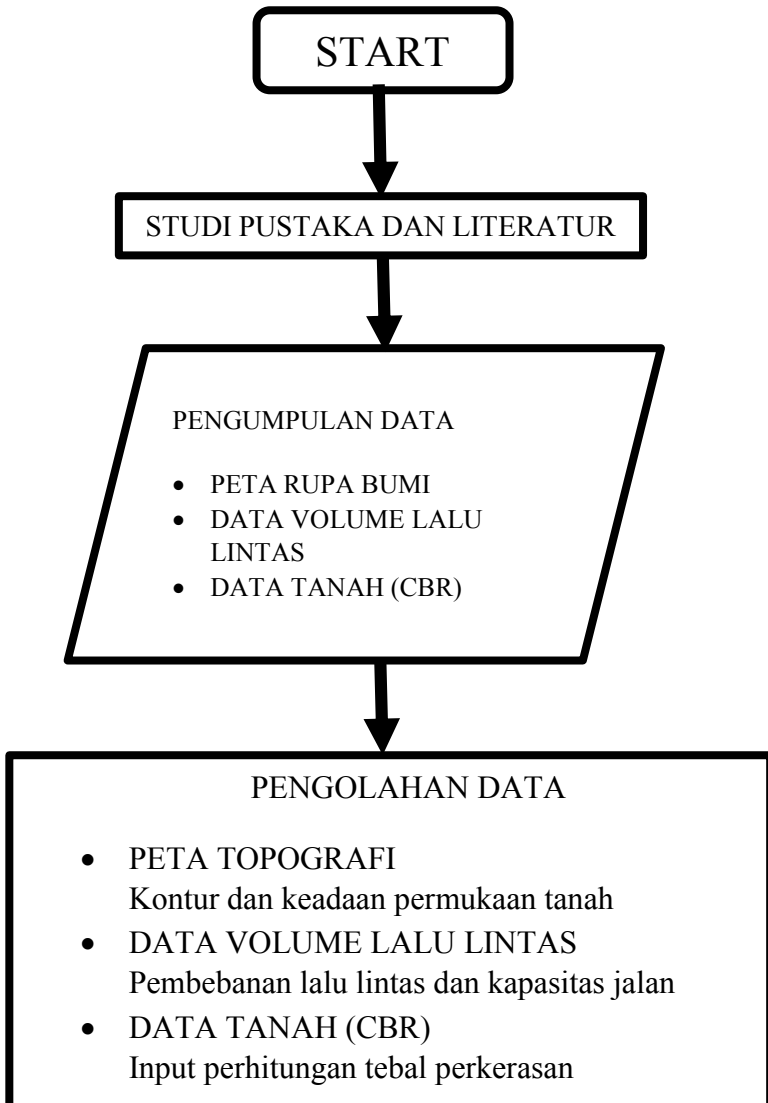 START
STUDI PUSTAKA DAN LITERATUR
PENGUMPULAN DATA
• PETA RUPA BUMI
• DATA VOLUME LALU
LINTAS
• DATA TANAH (CBR)
PENGOLAHAN DATA
• PETA TOPOGRAFI
Kontur dan keadaan permukaan tanah
• DATA VOLUME LALU LINTAS
Pembebanan lalu lintas dan kapasitas jalan
• DATA TANAH (CBR)
Input perhitungan tebal perkerasan